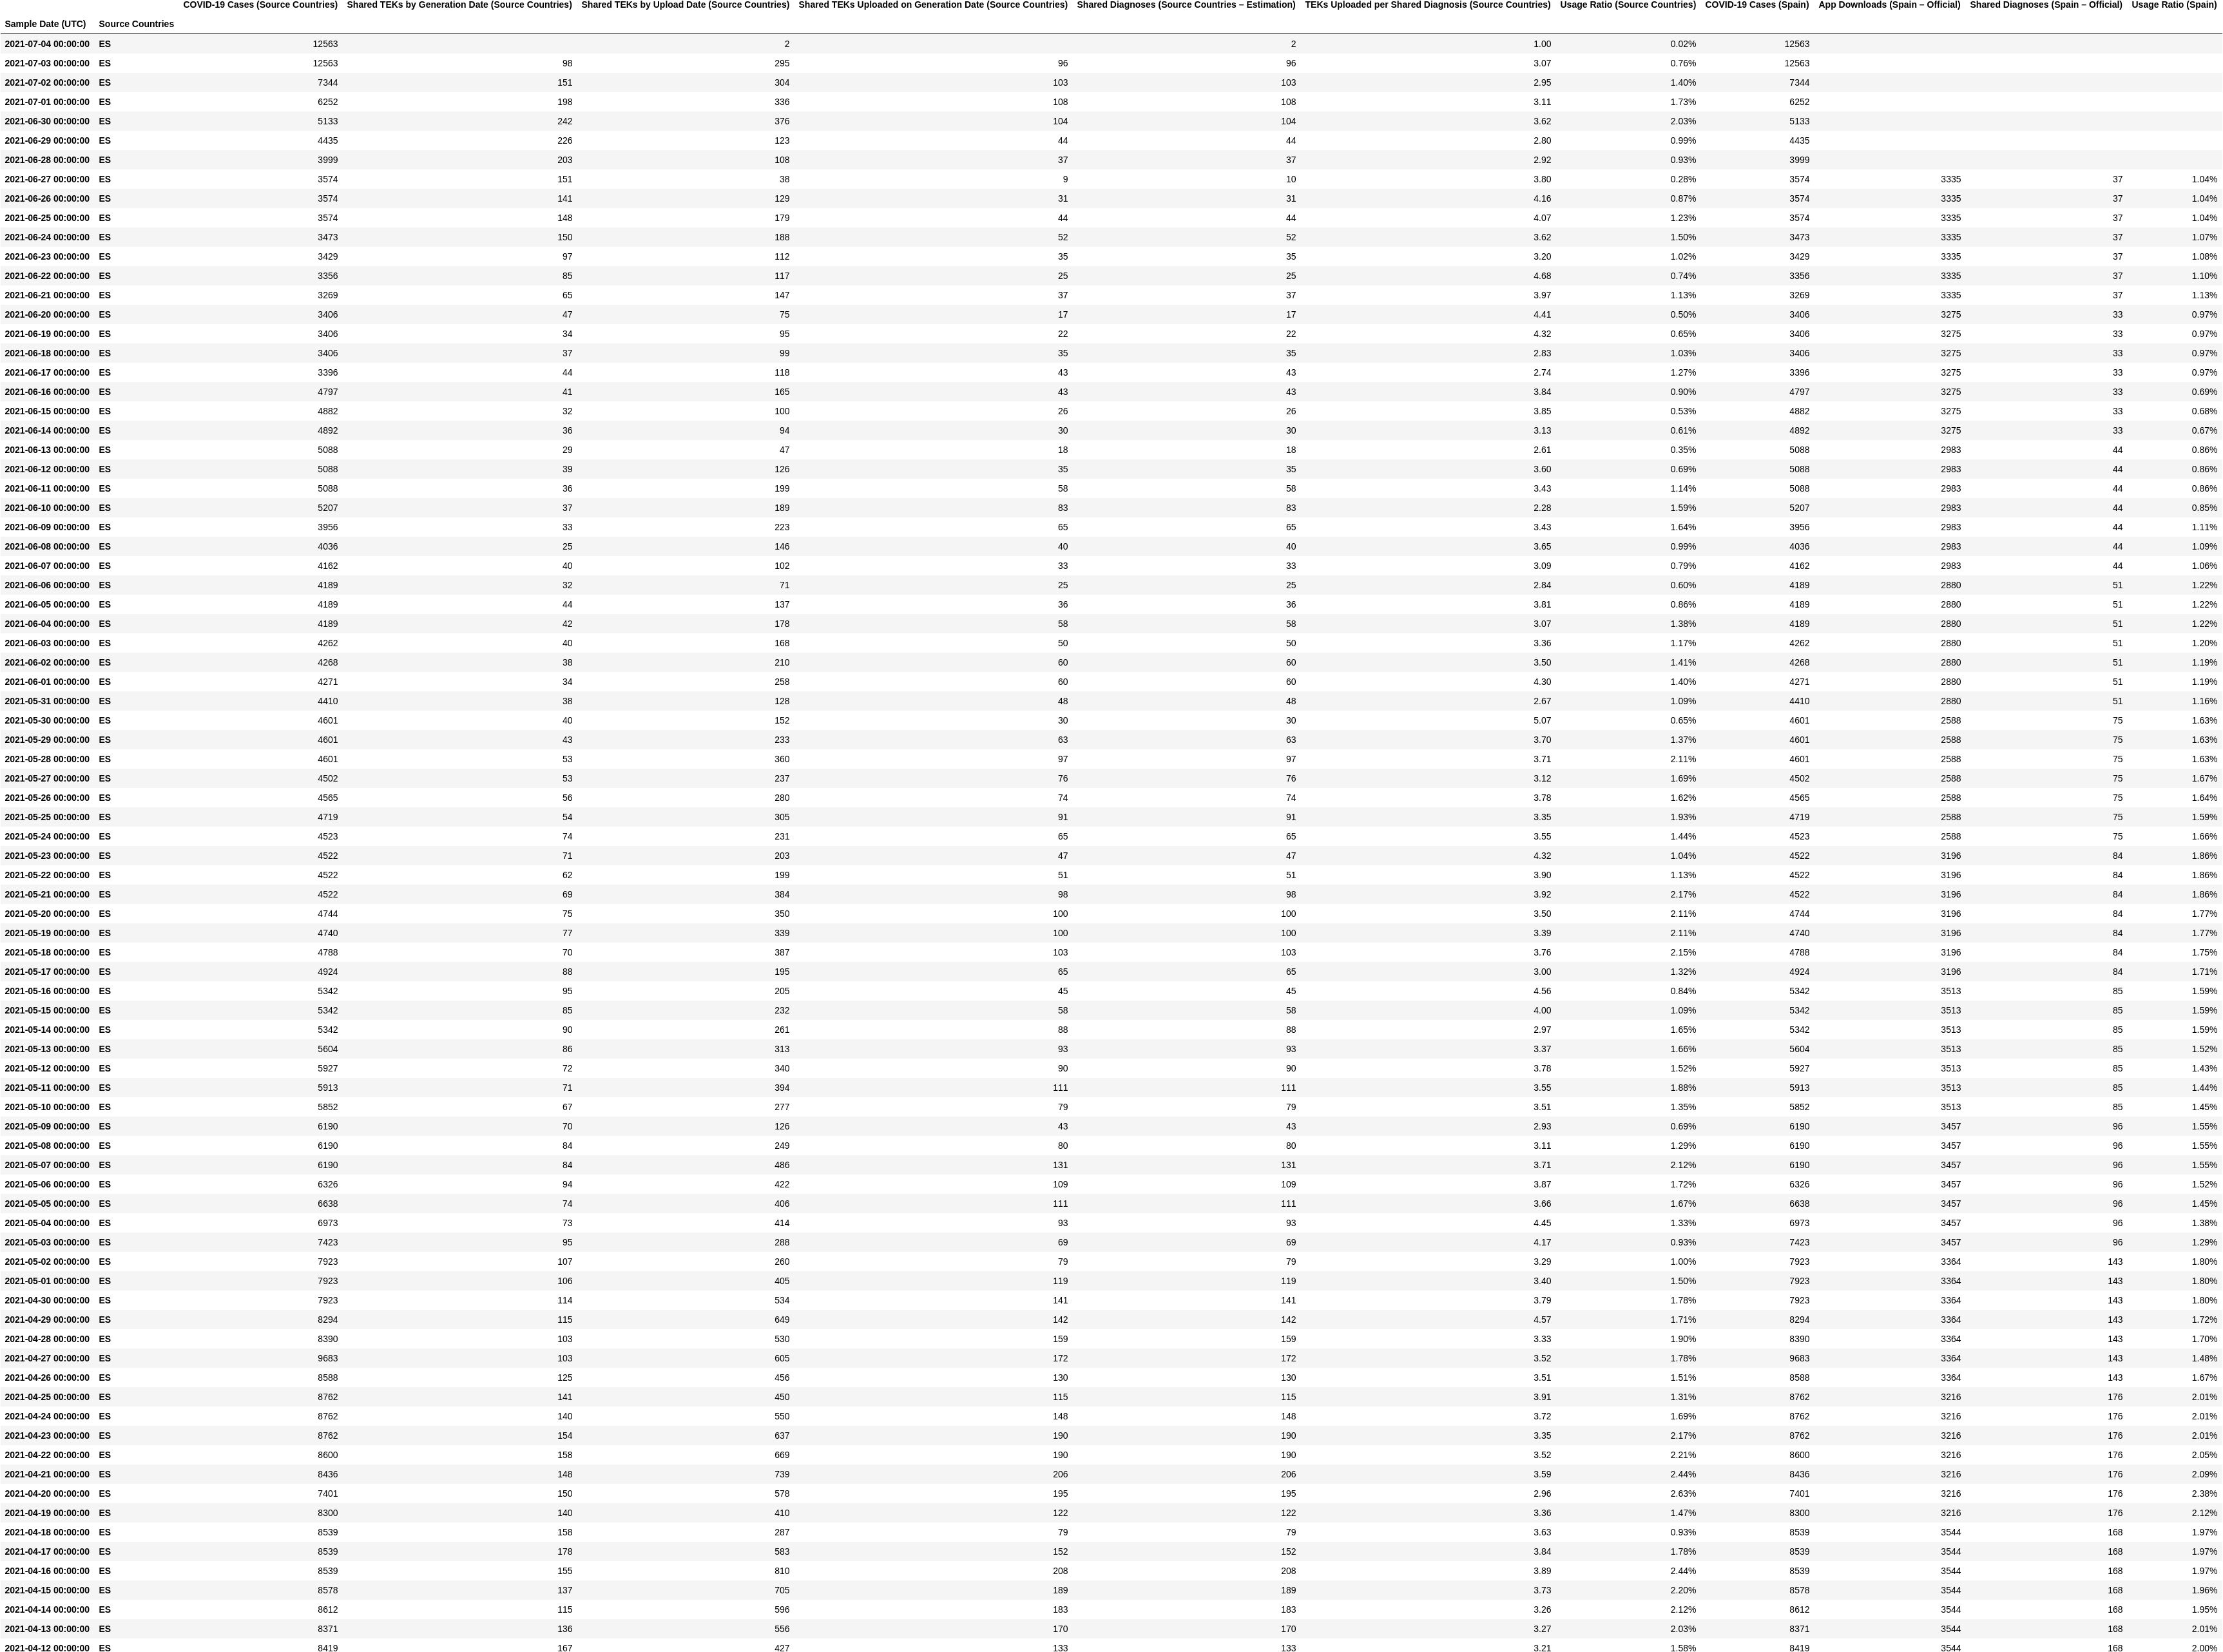 COVID-19 Cases (Source Countries) Shared TEKs by Generation Date (Source Countries) Shared TEKs by Upload Date (Source Countries) Shared TEKs Uploaded on Generation Date (Source Countries) Shared Diagnoses (Source Countries – Estimation) TEKs Uploaded per Shared Diagnosis (Source Countries) Usage Ratio (Source Countries) COVID-19 Cases (Spain) App Downloads (Spain – Official) Shared Diagnoses (Spain – Official) Usage Ratio (Spain)
Sample Date (UTC) Source Countries
2021-07-04 00:00:00 ES 12563 2 2 1.00 0.02% 12563
2021-07-03 00:00:00 ES 12563 98 295 96 96 3.07 0.76% 12563
2021-07-02 00:00:00 ES 7344 151 304 103 103 2.95 1.40% 7344
2021-07-01 00:00:00 ES 6252 198 336 108 108 3.11 1.73% 6252
2021-06-30 00:00:00 ES 5133 242 376 104 104 3.62 2.03% 5133
2021-06-29 00:00:00 ES 4435 226 123 44 44 2.80 0.99% 4435
2021-06-28 00:00:00 ES 3999 203 108 37 37 2.92 0.93% 3999
2021-06-27 00:00:00 ES 3574 151 38 9 10 3.80 0.28% 3574 3335 37 1.04%
2021-06-26 00:00:00 ES 3574 141 129 31 31 4.16 0.87% 3574 3335 37 1.04%
2021-06-25 00:00:00 ES 3574 148 179 44 44 4.07 1.23% 3574 3335 37 1.04%
2021-06-24 00:00:00 ES 3473 150 188 52 52 3.62 1.50% 3473 3335 37 1.07%
2021-06-23 00:00:00 ES 3429 97 112 35 35 3.20 1.02% 3429 3335 37 1.08%
2021-06-22 00:00:00 ES 3356 85 117 25 25 4.68 0.74% 3356 3335 37 1.10%
2021-06-21 00:00:00 ES 3269 65 147 37 37 3.97 1.13% 3269 3335 37 1.13%
2021-06-20 00:00:00 ES 3406 47 75 17 17 4.41 0.50% 3406 3275 33 0.97%
2021-06-19 00:00:00 ES 3406 34 95 22 22 4.32 0.65% 3406 3275 33 0.97%
2021-06-18 00:00:00 ES 3406 37 99 35 35 2.83 1.03% 3406 3275 33 0.97%
2021-06-17 00:00:00 ES 3396 44 118 43 43 2.74 1.27% 3396 3275 33 0.97%
2021-06-16 00:00:00 ES 4797 41 165 43 43 3.84 0.90% 4797 3275 33 0.69%
2021-06-15 00:00:00 ES 4882 32 100 26 26 3.85 0.53% 4882 3275 33 0.68%
2021-06-14 00:00:00 ES 4892 36 94 30 30 3.13 0.61% 4892 3275 33 0.67%
2021-06-13 00:00:00 ES 5088 29 47 18 18 2.61 0.35% 5088 2983 44 0.86%
2021-06-12 00:00:00 ES 5088 39 126 35 35 3.60 0.69% 5088 2983 44 0.86%
2021-06-11 00:00:00 ES 5088 36 199 58 58 3.43 1.14% 5088 2983 44 0.86%
2021-06-10 00:00:00 ES 5207 37 189 83 83 2.28 1.59% 5207 2983 44 0.85%
2021-06-09 00:00:00 ES 3956 33 223 65 65 3.43 1.64% 3956 2983 44 1.11%
2021-06-08 00:00:00 ES 4036 25 146 40 40 3.65 0.99% 4036 2983 44 1.09%
2021-06-07 00:00:00 ES 4162 40 102 33 33 3.09 0.79% 4162 2983 44 1.06%
2021-06-06 00:00:00 ES 4189 32 71 25 25 2.84 0.60% 4189 2880 51 1.22%
2021-06-05 00:00:00 ES 4189 44 137 36 36 3.81 0.86% 4189 2880 51 1.22%
2021-06-04 00:00:00 ES 4189 42 178 58 58 3.07 1.38% 4189 2880 51 1.22%
2021-06-03 00:00:00 ES 4262 40 168 50 50 3.36 1.17% 4262 2880 51 1.20%
2021-06-02 00:00:00 ES 4268 38 210 60 60 3.50 1.41% 4268 2880 51 1.19%
2021-06-01 00:00:00 ES 4271 34 258 60 60 4.30 1.40% 4271 2880 51 1.19%
2021-05-31 00:00:00 ES 4410 38 128 48 48 2.67 1.09% 4410 2880 51 1.16%
2021-05-30 00:00:00 ES 4601 40 152 30 30 5.07 0.65% 4601 2588 75 1.63%
2021-05-29 00:00:00 ES 4601 43 233 63 63 3.70 1.37% 4601 2588 75 1.63%
2021-05-28 00:00:00 ES 4601 53 360 97 97 3.71 2.11% 4601 2588 75 1.63%
2021-05-27 00:00:00 ES 4502 53 237 76 76 3.12 1.69% 4502 2588 75 1.67%
2021-05-26 00:00:00 ES 4565 56 280 74 74 3.78 1.62% 4565 2588 75 1.64%
2021-05-25 00:00:00 ES 4719 54 305 91 91 3.35 1.93% 4719 2588 75 1.59%
2021-05-24 00:00:00 ES 4523 74 231 65 65 3.55 1.44% 4523 2588 75 1.66%
2021-05-23 00:00:00 ES 4522 71 203 47 47 4.32 1.04% 4522 3196 84 1.86%
2021-05-22 00:00:00 ES 4522 62 199 51 51 3.90 1.13% 4522 3196 84 1.86%
2021-05-21 00:00:00 ES 4522 69 384 98 98 3.92 2.17% 4522 3196 84 1.86%
2021-05-20 00:00:00 ES 4744 75 350 100 100 3.50 2.11% 4744 3196 84 1.77%
2021-05-19 00:00:00 ES 4740 77 339 100 100 3.39 2.11% 4740 3196 84 1.77%
2021-05-18 00:00:00 ES 4788 70 387 103 103 3.76 2.15% 4788 3196 84 1.75%
2021-05-17 00:00:00 ES 4924 88 195 65 65 3.00 1.32% 4924 3196 84 1.71%
2021-05-16 00:00:00 ES 5342 95 205 45 45 4.56 0.84% 5342 3513 85 1.59%
2021-05-15 00:00:00 ES 5342 85 232 58 58 4.00 1.09% 5342 3513 85 1.59%
2021-05-14 00:00:00 ES 5342 90 261 88 88 2.97 1.65% 5342 3513 85 1.59%
2021-05-13 00:00:00 ES 5604 86 313 93 93 3.37 1.66% 5604 3513 85 1.52%
2021-05-12 00:00:00 ES 5927 72 340 90 90 3.78 1.52% 5927 3513 85 1.43%
2021-05-11 00:00:00 ES 5913 71 394 111 111 3.55 1.88% 5913 3513 85 1.44%
2021-05-10 00:00:00 ES 5852 67 277 79 79 3.51 1.35% 5852 3513 85 1.45%
2021-05-09 00:00:00 ES 6190 70 126 43 43 2.93 0.69% 6190 3457 96 1.55%
2021-05-08 00:00:00 ES 6190 84 249 80 80 3.11 1.29% 6190 3457 96 1.55%
2021-05-07 00:00:00 ES 6190 84 486 131 131 3.71 2.12% 6190 3457 96 1.55%
2021-05-06 00:00:00 ES 6326 94 422 109 109 3.87 1.72% 6326 3457 96 1.52%
2021-05-05 00:00:00 ES 6638 74 406 111 111 3.66 1.67% 6638 3457 96 1.45%
2021-05-04 00:00:00 ES 6973 73 414 93 93 4.45 1.33% 6973 3457 96 1.38%
2021-05-03 00:00:00 ES 7423 95 288 69 69 4.17 0.93% 7423 3457 96 1.29%
2021-05-02 00:00:00 ES 7923 107 260 79 79 3.29 1.00% 7923 3364 143 1.80%
2021-05-01 00:00:00 ES 7923 106 405 119 119 3.40 1.50% 7923 3364 143 1.80%
2021-04-30 00:00:00 ES 7923 114 534 141 141 3.79 1.78% 7923 3364 143 1.80%
2021-04-29 00:00:00 ES 8294 115 649 142 142 4.57 1.71% 8294 3364 143 1.72%
2021-04-28 00:00:00 ES 8390 103 530 159 159 3.33 1.90% 8390 3364 143 1.70%
2021-04-27 00:00:00 ES 9683 103 605 172 172 3.52 1.78% 9683 3364 143 1.48%
2021-04-26 00:00:00 ES 8588 125 456 130 130 3.51 1.51% 8588 3364 143 1.67%
2021-04-25 00:00:00 ES 8762 141 450 115 115 3.91 1.31% 8762 3216 176 2.01%
2021-04-24 00:00:00 ES 8762 140 550 148 148 3.72 1.69% 8762 3216 176 2.01%
2021-04-23 00:00:00 ES 8762 154 637 190 190 3.35 2.17% 8762 3216 176 2.01%
2021-04-22 00:00:00 ES 8600 158 669 190 190 3.52 2.21% 8600 3216 176 2.05%
2021-04-21 00:00:00 ES 8436 148 739 206 206 3.59 2.44% 8436 3216 176 2.09%
2021-04-20 00:00:00 ES 7401 150 578 195 195 2.96 2.63% 7401 3216 176 2.38%
2021-04-19 00:00:00 ES 8300 140 410 122 122 3.36 1.47% 8300 3216 176 2.12%
2021-04-18 00:00:00 ES 8539 158 287 79 79 3.63 0.93% 8539 3544 168 1.97%
2021-04-17 00:00:00 ES 8539 178 583 152 152 3.84 1.78% 8539 3544 168 1.97%
2021-04-16 00:00:00 ES 8539 155 810 208 208 3.89 2.44% 8539 3544 168 1.97%
2021-04-15 00:00:00 ES 8578 137 705 189 189 3.73 2.20% 8578 3544 168 1.96%
2021-04-14 00:00:00 ES 8612 115 596 183 183 3.26 2.12% 8612 3544 168 1.95%
2021-04-13 00:00:00 ES 8371 136 556 170 170 3.27 2.03% 8371 3544 168 2.01%
2021-04-12 00:00:00 ES 8419 167 427 133 133 3.21 1.58% 8419 3544 168 2.00%